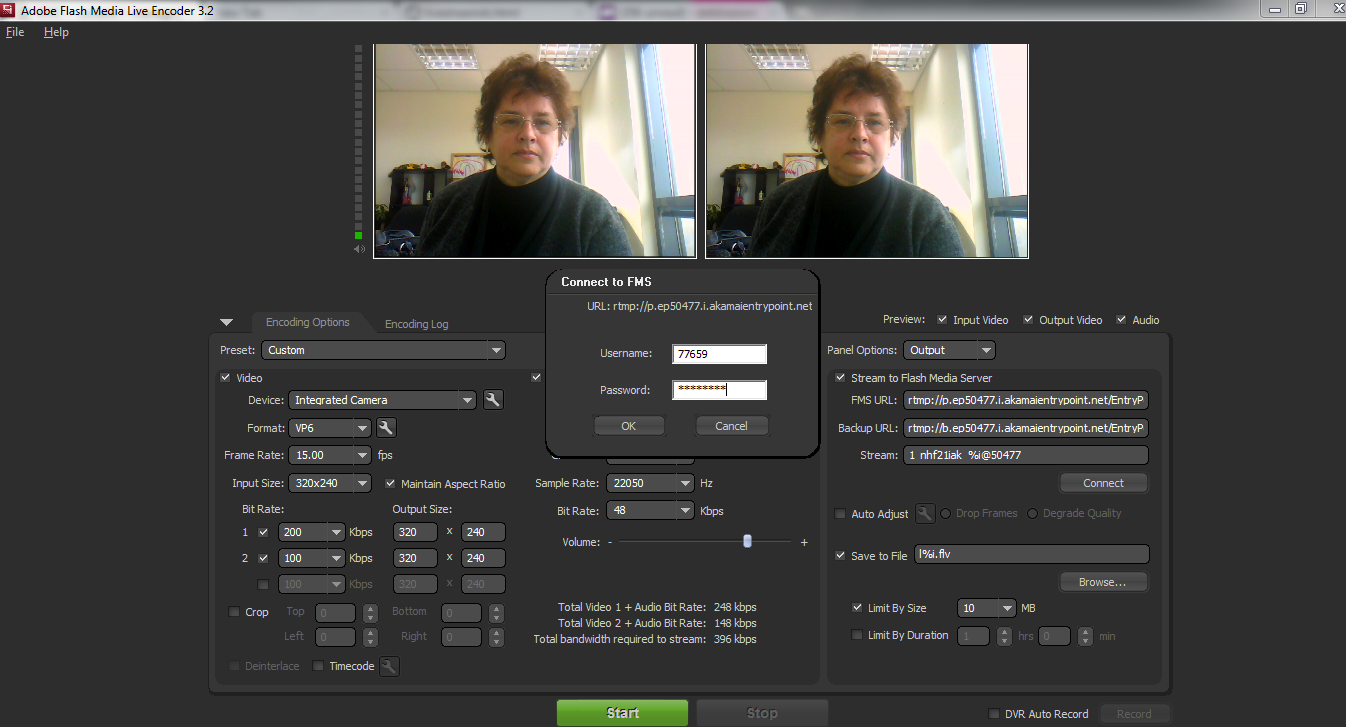 Adobe Flash Media Live Encoder 3.2
File Help
Connect to FMS
URL: rtmp://p.ep50477.i.akamaientrypoint.net
Username: 77659
Password: ********
OK Cancel
Encoding Options Encoding Log
Preview: Input Video Output Video Audio
Preset: Custom
Panel Options: Output
Video
Device: Integrated Camera
Format: VP6
Frame Rate: 15.00 fps
Input Size: 320x240 Maintain Aspect Ratio
Bit Rate: Output Size:
1 200 Kbps 320 x 240
2 100 Kbps 320 x 240
100 Kbps 320 x 240
Crop Top 0 Bottom 0
Left 0 Right 0
Deinterlace Timecode
Sample Rate: 22050 Hz
Bit Rate: 48 Kbps
Volume: - +
Total Video 1 + Audio Bit Rate: 248 kbps
Total Video 2 + Audio Bit Rate: 148 kbps
Total bandwidth required to stream: 396 kbps
Stream to Flash Media Server
FMS URL: rtmp://p.ep50477.i.akamaientrypoint.net/EntryP
Backup URL: rtmp://b.ep50477.i.akamaientrypoint.net/EntryP
Stream: 1 nhf21iak %i@50477
Connect
Auto Adjust Drop Frames Degrade Quality
Save to File l%i.flv
Browse...
Limit By Size 10 MB
Limit By Duration 1 hrs 0 min
Start Stop
DVR Auto Record Record